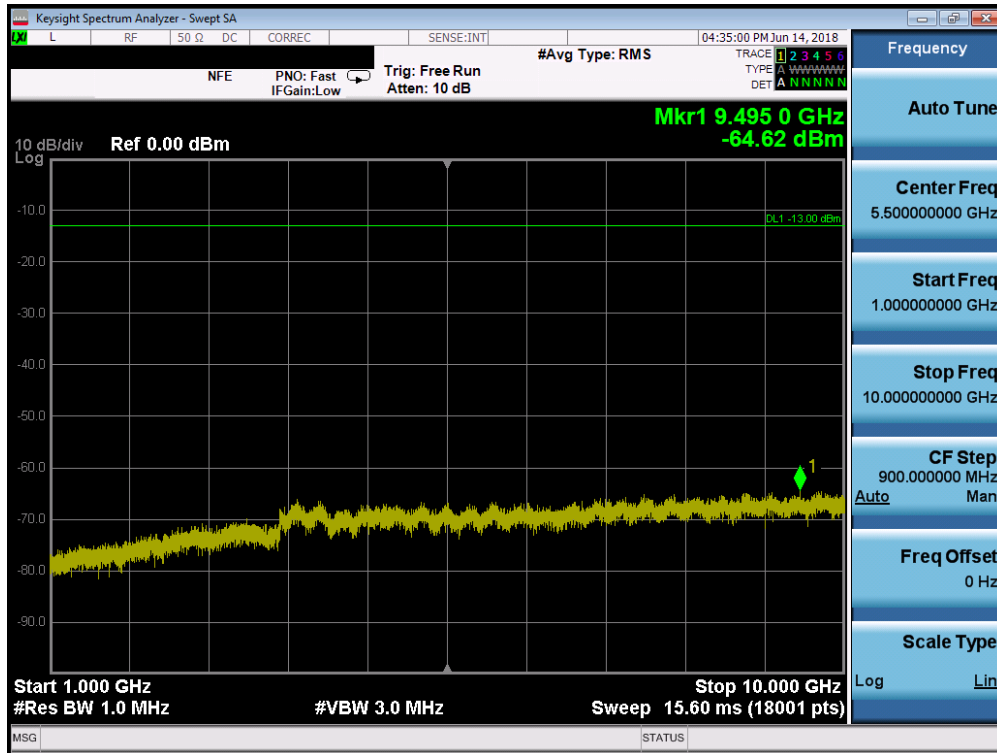 Keysight Spectrum Analyzer - Swept SA
LXI L RF 50 Ω DC CORREC SENSE:INT 04:35:00 PM Jun 14, 2018
#Avg Type: RMS
TRACE 1 2 3 4 5 6
TYPE A WWWWW
DET A N N N N N
NFE
PNO: Fast
IFGain:Low
Trig: Free Run
Atten: 10 dB
Mkr1 9.495 0 GHz
-64.62 dBm
10 dB/div
Log
Ref 0.00 dBm
-10.0
DL1 -13.00 dBm
-20.0
-30.0
-40.0
-50.0
-60.0
1
-70.0
-80.0
-90.0
Start 1.000 GHz
Stop 10.000 GHz
#Res BW 1.0 MHz
#VBW 3.0 MHz
Sweep 15.60 ms (18001 pts)
MSG
STATUS
Frequency
Auto Tune
Center Freq
5.500000000 GHz
Start Freq
1.000000000 GHz
Stop Freq
10.000000000 GHz
CF Step
900.000000 MHz
Auto Man
Freq Offset
0 Hz
Scale Type
Log Lin